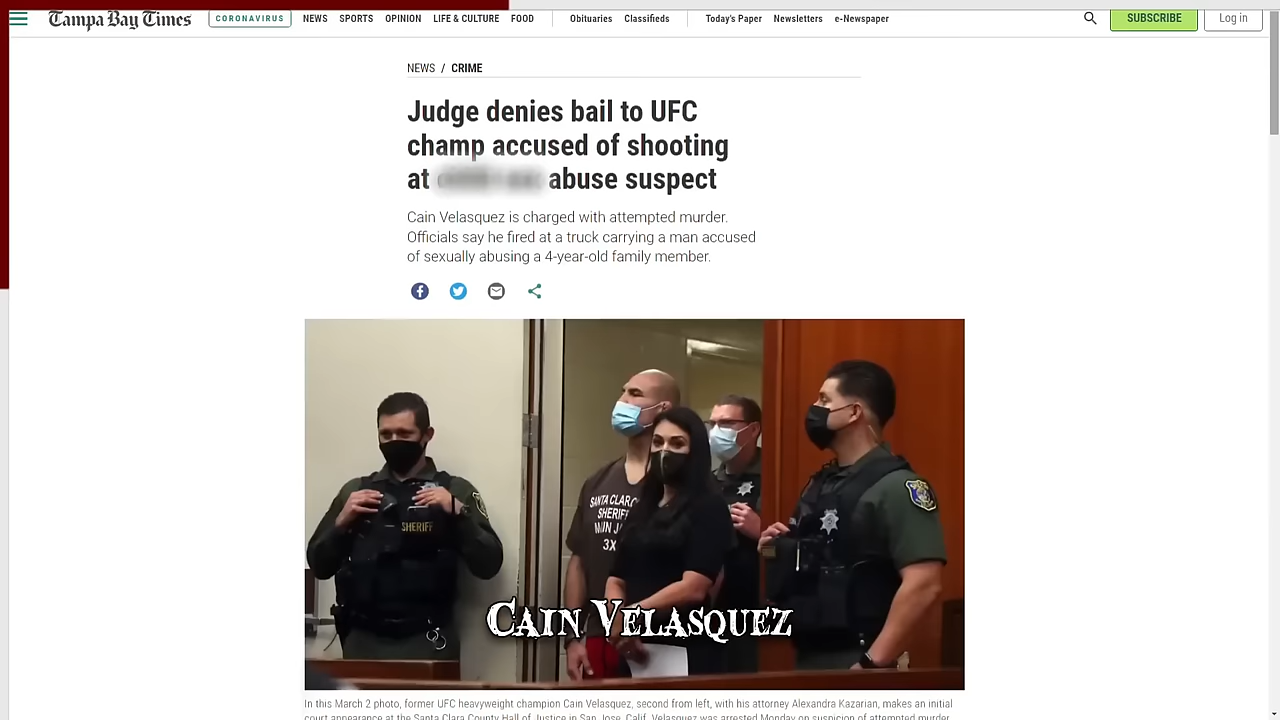 Tampa Bay Times
CORONAVIRUS NEWS SPORTS OPINION LIFE & CULTURE FOOD Obituaries Classifieds Today's Paper Newsletters e-Newspaper SUBSCRIBE Log in
NEWS / CRIME
Judge denies bail to UFC
champ accused of shooting
at abuse suspect
Cain Velasquez is charged with attempted murder.
Officials say he fired at a truck carrying a man accused
of sexually abusing a 4-year-old family member.
SHERIFF
SANTA CLAR
SHERIFF
3X
CAIN VELASQUEZ
In this March 2 photo, former UFC heavyweight champion Cain Velasquez, second from left, with his attorney Alexandra Kazarian, makes an initial
court appearance at the Santa Clara County Hall of Justice in San Jose, Calif. Velasquez was arrested Monday on suspicion of attempted murder